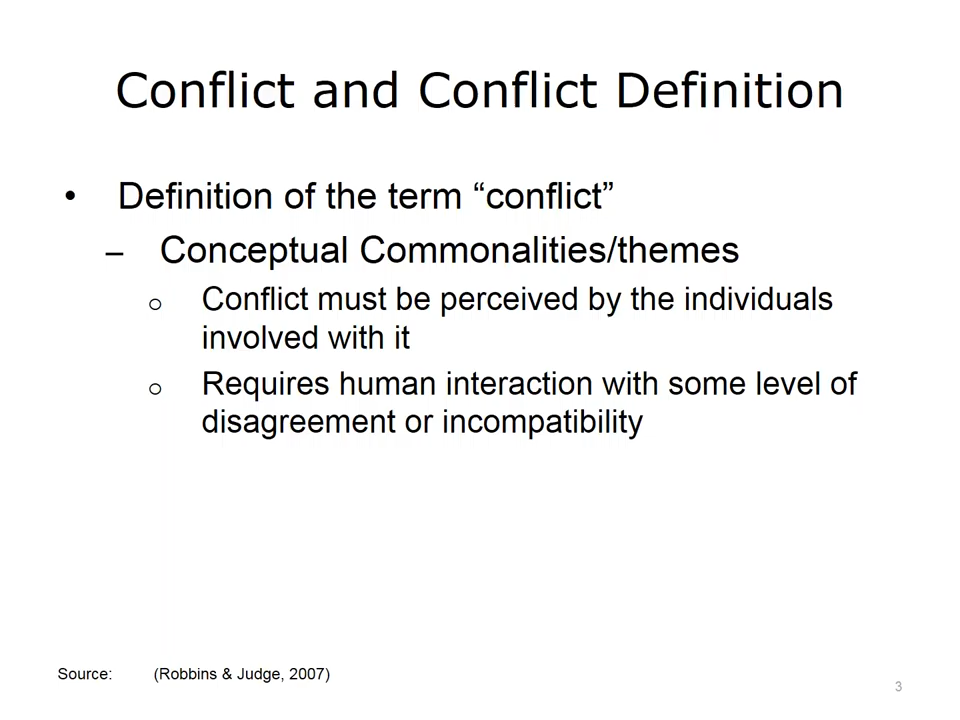 Conflict and Conflict Definition
• Definition of the term “conflict”
– Conceptual Commonalities/themes
o Conflict must be perceived by the individuals
involved with it
o Requires human interaction with some level of
disagreement or incompatibility
Source: (Robbins & Judge, 2007)
3